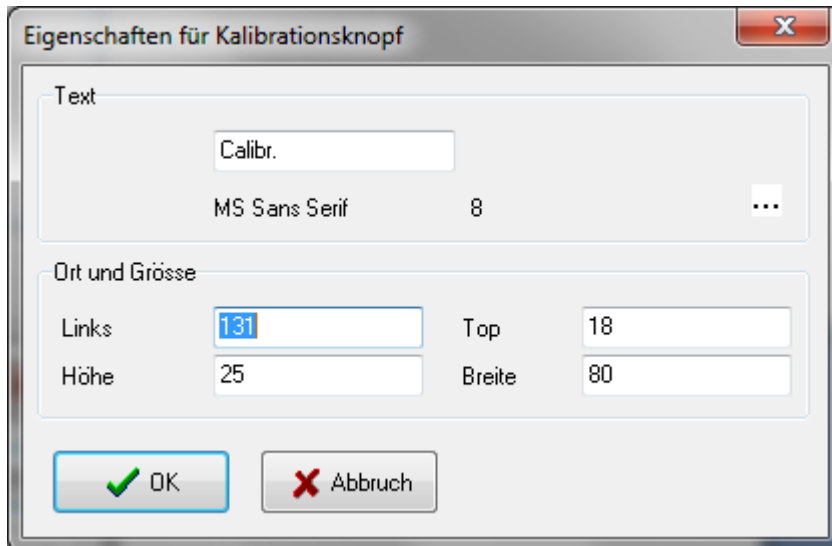 Eigenschaften für Kalibrationsknopf
Text
Calibr.
MS Sans Serif 8 ...
Ort und Grösse
Links 131 Top 18
Höhe 25 Breite 80
OK Abbruch